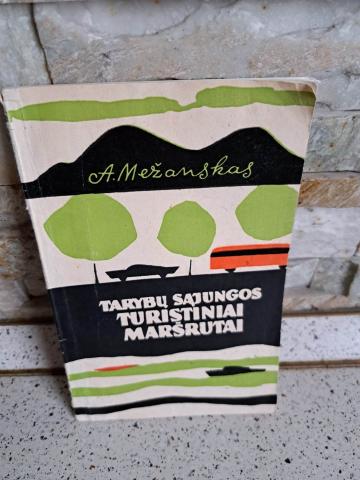 A. Mežanskas
TARYBŲ SĄJUNGOS
TURISTINIAI
MARŠRUTAI